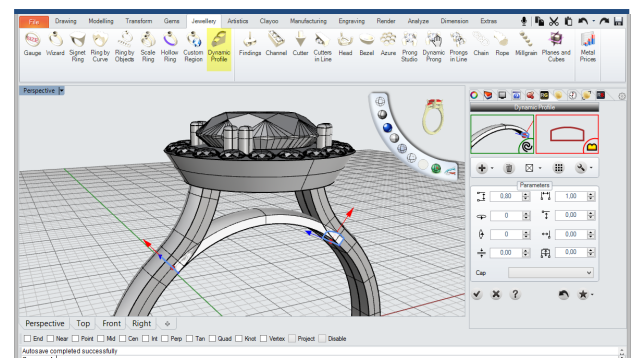 File Drawing Modelling Transform Gems Jewellery Artistics Clayoo Manufacturing Engraving Render Analyze Dimension Extras
Gauge Wizard Signet Ring Ring by Curve Ring by Objects Scale Ring Hollow Ring Custom Region Dynamic Profile Findings Channel Cutter Cutters in Line Head Bezel Azure Prong Studio Dynamic Prong Prongs in Line Chain Rope Millgrain Planes and Cubes Metal Prices
Perspective
Dynamic Profile
Parameters
0,80 1,00
0 0,00
0 0,00
0,00 0,00
Cap
Perspective Top Front Right
End Near Point Mid Cen Int Perp Tan Quad Knot Vertex Project Disable
Autosave completed successfully